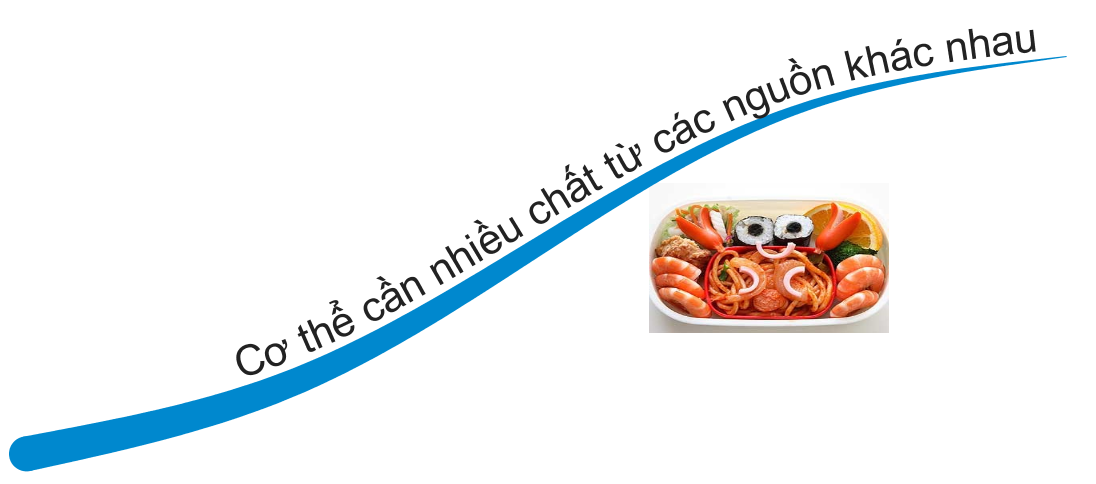 Cơ thể cần nhiều chất từ các nguồn khác nhau